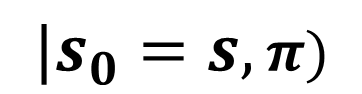 |s₀ = s, π)